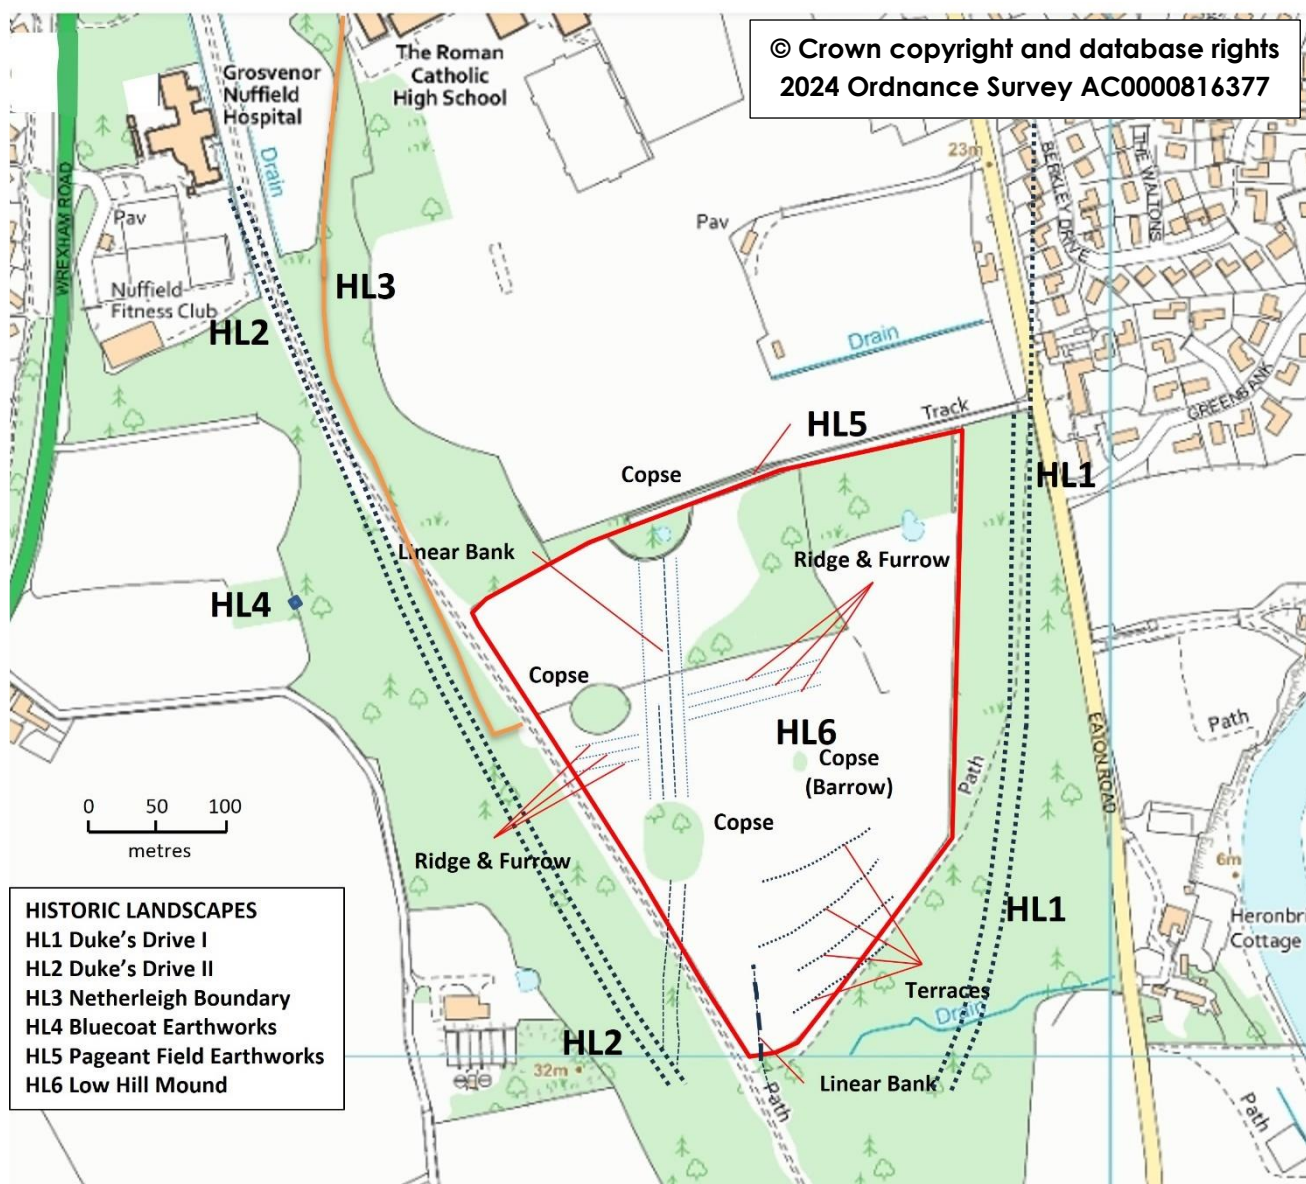 © Crown copyright and database rights
2024 Ordnance Survey AC0000816377
The Roman
Catholic
High School
Grosvenor
Nuffield
Hospital
Drain
WREXHAM ROAD
Pav
Nuffield
Fitness Club
HL2
HL3
23m
BERKLEY DRIVE
THE WALTONS
Pav
Drain
GREENBANK
Track
HL5
Copse
HL1
Linear Bank
Ridge & Furrow
HL4
Copse
HL6
Copse
(Barrow)
Path
Path
EATON ROAD
0 50 100
metres
Copse
Ridge & Furrow
6m
Heronbri
Cottage
HL1
Terraces
Drain
HL2
32m
Linear Bank
Path
Path
HISTORIC LANDSCAPES
HL1 Duke’s Drive I
HL2 Duke’s Drive II
HL3 Netherleigh Boundary
HL4 Bluecoat Earthworks
HL5 Pageant Field Earthworks
HL6 Low Hill Mound